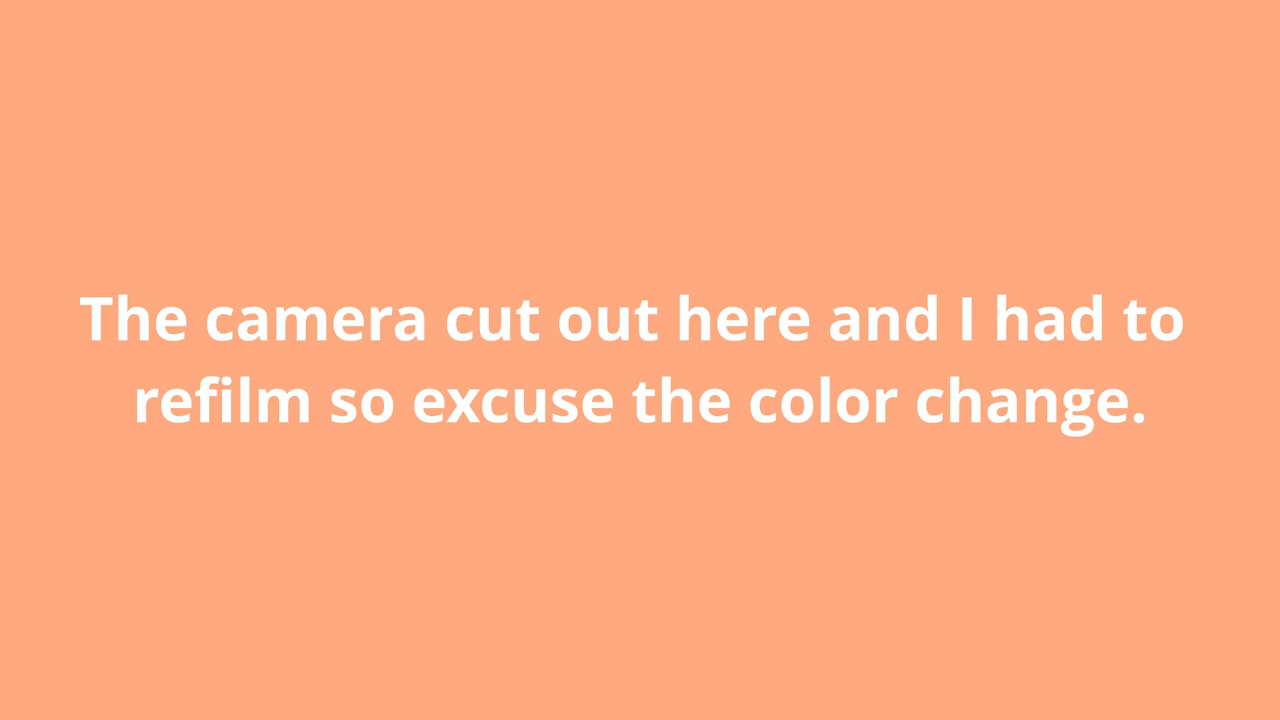 The camera cut out here and I had to
refilm so excuse the color change.